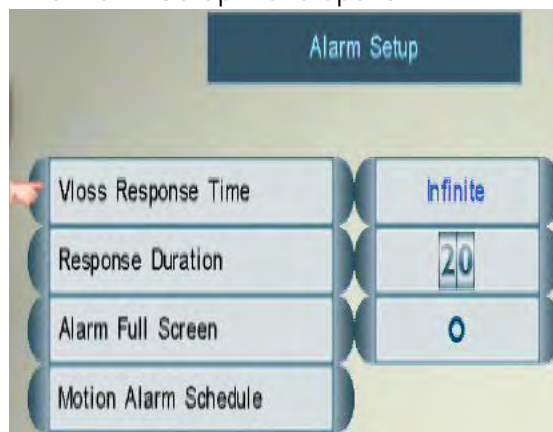 Alarm Setup
Vloss Response Time Infinite
Response Duration 20
Alarm Full Screen O
Motion Alarm Schedule